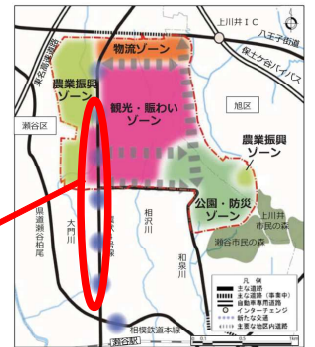 上川井IC
八王子街道
保土ケ谷バイパス
東名高速道路
物流ゾーン
農業振興
ゾーン
観光・賑わい
ゾーン
旭区
瀬谷区
農業振興
ゾーン
公園・防災
ゾーン
上川井
市民の森
瀬谷市民の森
県道瀬谷柏尾
大門川
相沢川
和泉川
相模鉄道本線
瀬谷駅
凡例
主な道路
主な道路(事業中)
自動車専用道路
インターチェンジ
新たな交通
主要な地区内道路
0
0.5
1km